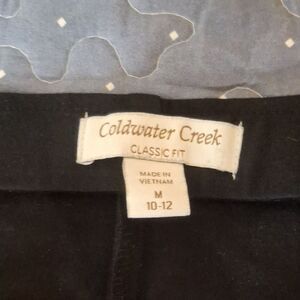 Coldwater Creek
CLASSIC FIT
MADE IN
VIETNAM
M
10-12